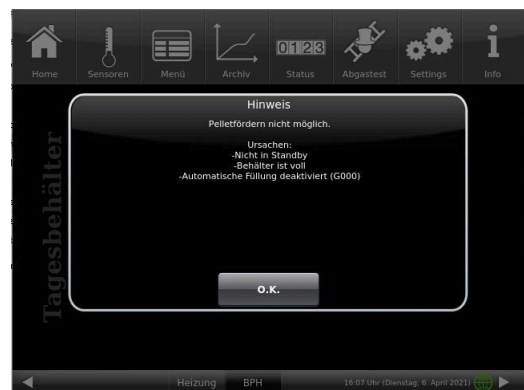 Home Sensoren Menü Archiv Status Abgastest Settings Info
0123
Tagesbehälter
Hinweis
Pelletfördern nicht möglich.
Ursachen:
-Nicht in Standby
-Behälter ist voll
-Automatische Füllung deaktiviert (G000)
O.K.
Heizung BPH 16:07 Uhr (Dienstag, 6. April 2021)